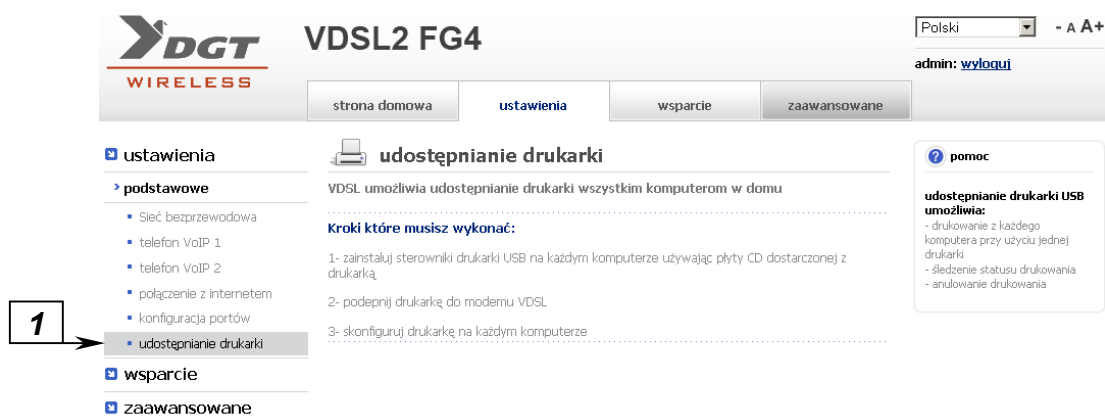 DGT
WIRELESS
VDSL2 FG4
Polski
- A A+
admin: wyloguj
strona domowa
ustawienia
wsparcie
zaawansowane
ustawienia
podstawowe
Sieć bezprzewodowa
telefon VoIP 1
telefon VoIP 2
połączenie z internetem
konfiguracja portów
udostępnianie drukarki
wsparcie
zaawansowane
1
udostępnianie drukarki
VDSL umożliwia udostępnianie drukarki wszystkim komputerom w domu
Kroki które musisz wykonać:
1- zainstaluj sterowniki drukarki USB na każdym komputerze używając płyty CD dostarczonej z
drukarką
2- podepnij drukarkę do modemu VDSL
3- skonfiguruj drukarkę na każdym komputerze
? pomoc
udostępnianie drukarki USB
umożliwia:
- drukowanie z każdego
komputera przy użyciu jednej
drukarki
- śledzenie statusu drukowania
- anulowanie drukowania